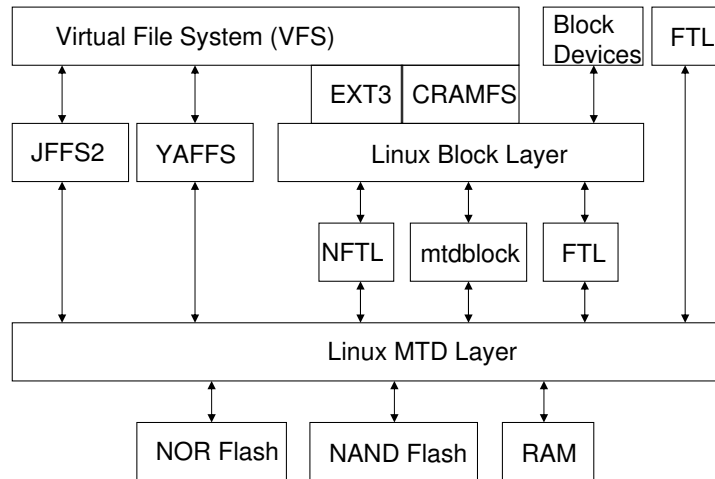 Virtual File System (VFS)
Block
Devices
FTL
EXT3
CRAMFS
JFFS2
YAFFS
Linux Block Layer
NFTL
mtdblock
FTL
Linux MTD Layer
NOR Flash
NAND Flash
RAM